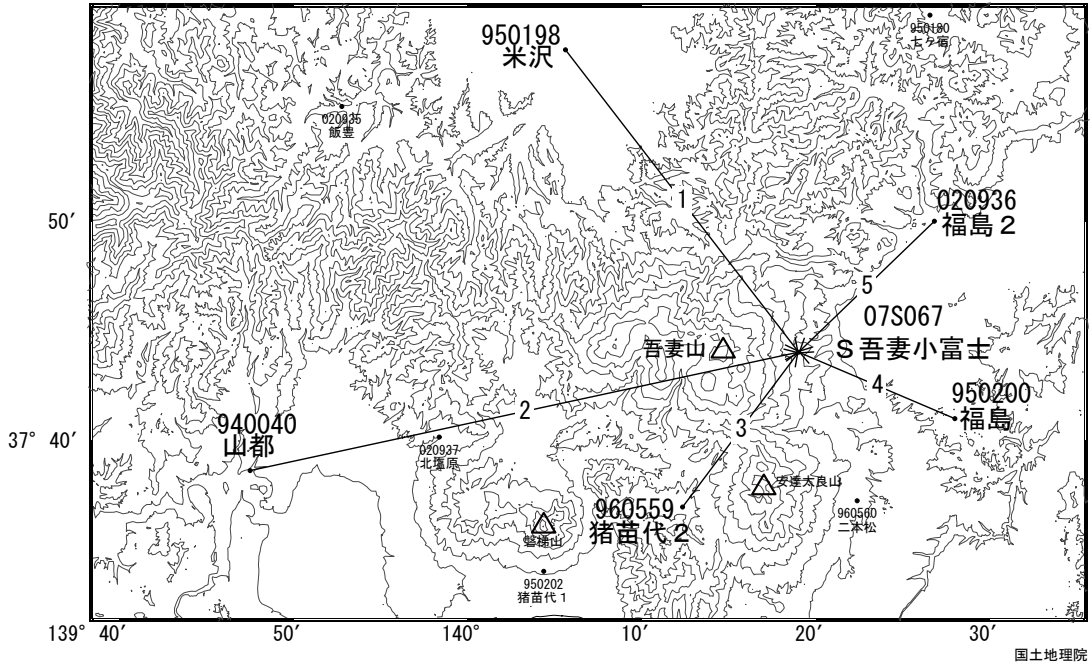 950180
七ヶ宿
950198
米沢
020935
飯豊
1
50′
020936
福島２
5
07S067
Ｓ吾妻小富士
吾妻山
4
950200
福島
2
3
37° 40′
940040
山都
020937
北塩原
安達太良山
960559
猪苗代２
960560
二本松
磐梯山
950202
猪苗代１
139° 40′
50′
140°
10′
20′
30′
国土地理院